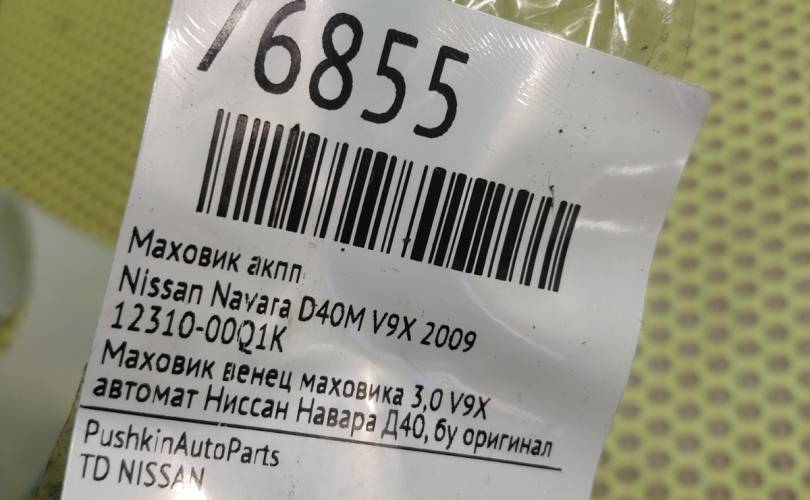 76855
Маховик акпп
Nissan Navara D40M V9X 2009
12310-00Q1K
Маховик венец маховика 3,0 V9X
автомат Ниссан Навара Д40, бу оригинал
PushkinAutoParts
TD NISSAN